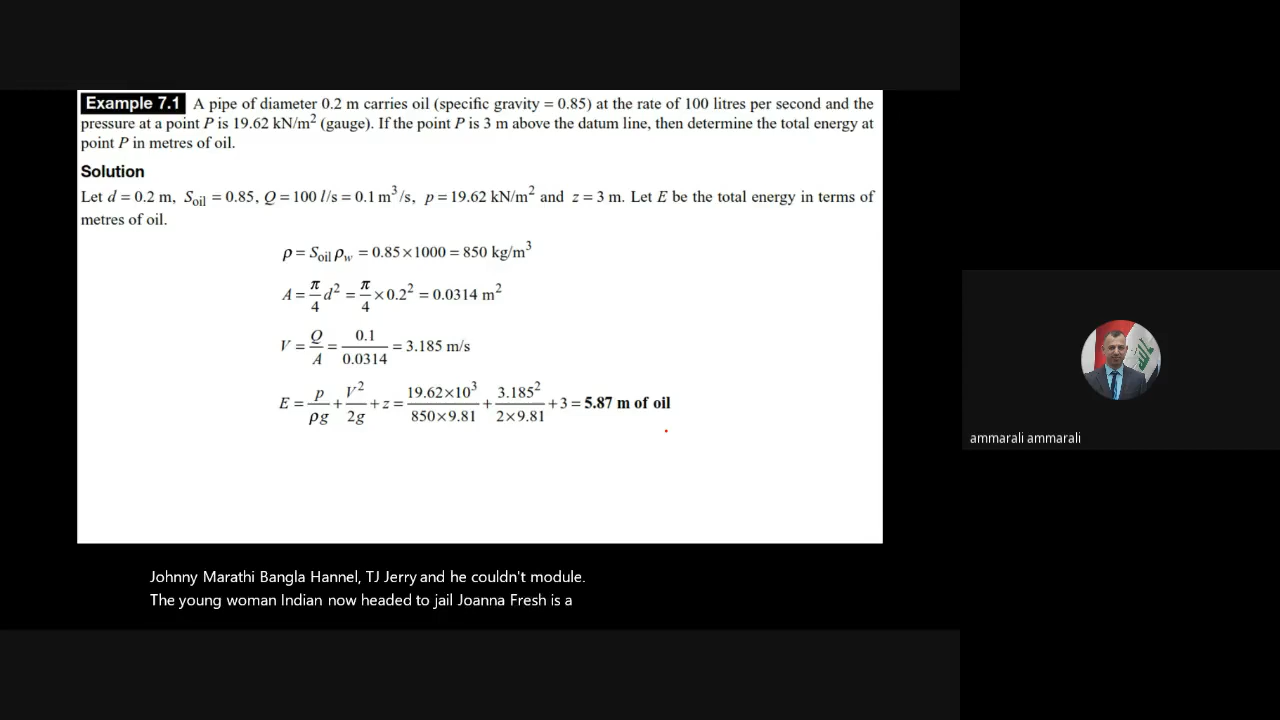 Example 7.1 A pipe of diameter 0.2 m carries oil (specific gravity = 0.85) at the rate of 100 litres per second and the
pressure at a point P is 19.62 kN/m² (gauge). If the point P is 3 m above the datum line, then determine the total energy at
point P in metres of oil.
Solution
Let d = 0.2 m, S_oil = 0.85, Q = 100 l/s = 0.1 m³/s, p = 19.62 kN/m² and z = 3 m. Let E be the total energy in terms of
metres of oil.
ρ = S_oil ρ_w = 0.85×1000 = 850 kg/m³
A = π/4 d² = π/4 × 0.2² = 0.0314 m²
V = Q/A = 0.1/0.0314 = 3.185 m/s
E = p/ρg + V²/2g + z = 19.62×10³/850×9.81 + 3.185²/2×9.81 + 3 = 5.87 m of oil
ammarali ammarali
Johnny Marathi Bangla Hannel, TJ Jerry and he couldn't module.
The young woman Indian now headed to jail Joanna Fresh is a